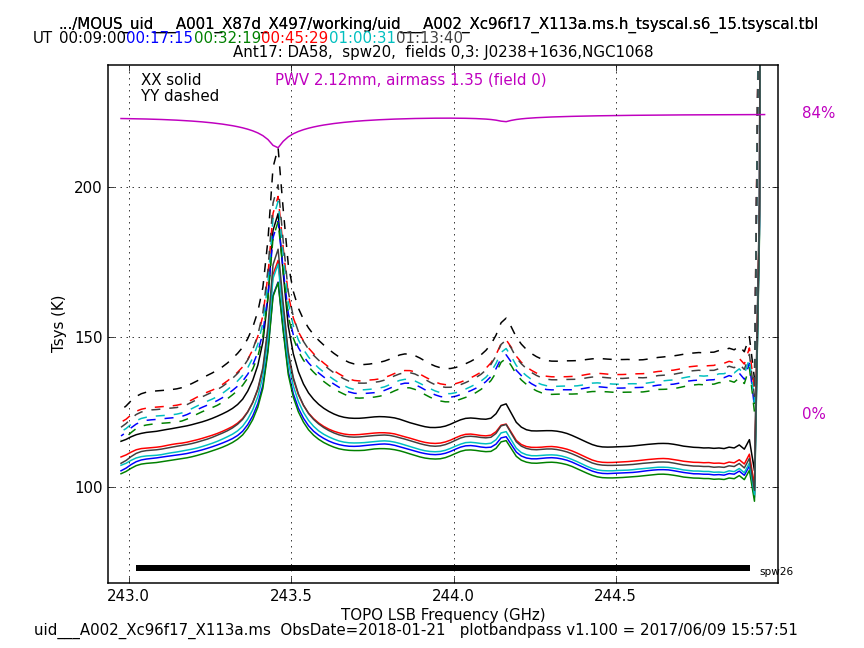 .../MOUS_uid___A001_X87d_X497/working/uid___A002_Xc96f17_X113a.ms.h_tsyscal.s6_15.tsyscal.tbl
UT 00:09:00 00:17:15 00:32:19 00:45:29 01:00:31 01:13:40
Ant17: DA58, spw20, fields 0,3: J0238+1636,NGC1068
XX solid
PWV 2.12mm, airmass 1.35 (field 0)
YY dashed
84%
200
150
Tsys (K)
0%
100
spw26
243.0 243.5 244.0 244.5
TOPO LSB Frequency (GHz)
uid___A002_Xc96f17_X113a.ms ObsDate=2018-01-21 plotbandpass v1.100 = 2017/06/09 15:57:51